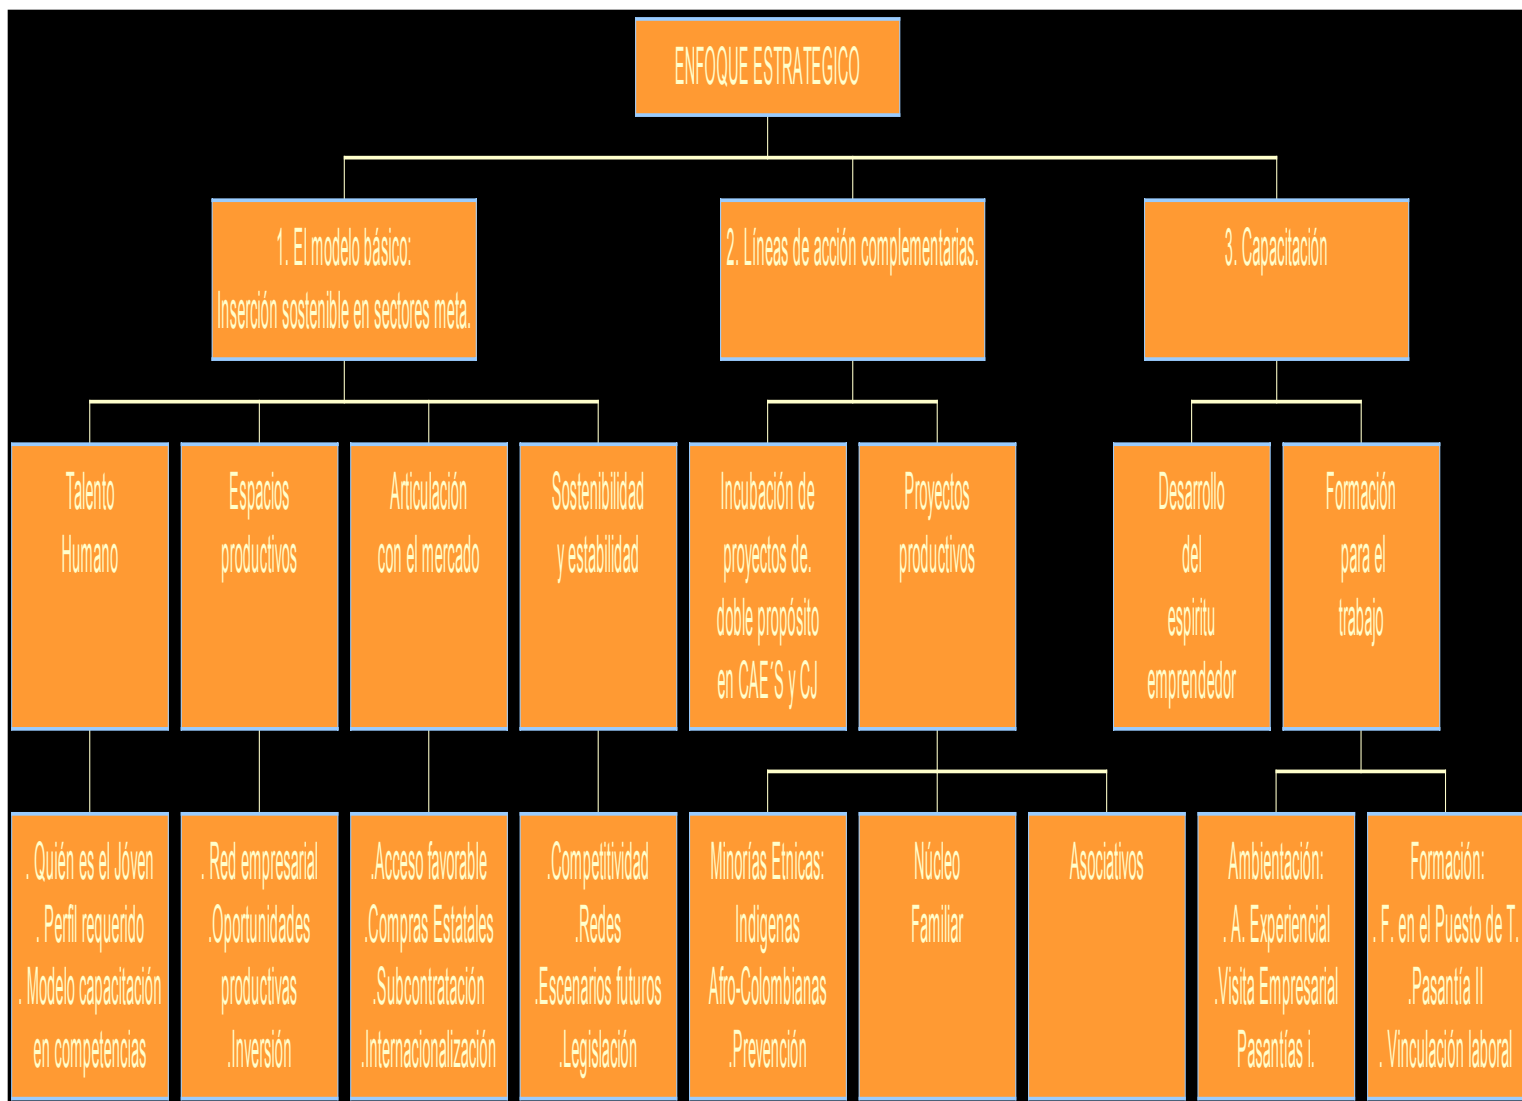 ENFOQUE ESTRATEGICO
1. El modelo básico:
Inserción sostenible en sectores meta.
2. Líneas de acción complementarias.
3. Capacitación
Talento
Humano
Espacios
productivos
Articulación
con el mercado
Sostenibilidad
y estabilidad
Incubación de
proyectos de.
doble propósito
en CAE´S y CJ
Proyectos
productivos
Desarrollo
del
espiritu
emprendedor
Formación
para el
trabajo
. Quién es el Jóven
. Perfil requerido
. Modelo capacitación
en competencias
. Red empresarial
.Oportunidades
productivas
.Inversión
.Acceso favorable
.Compras Estatales
.Subcontratación
.Internacionalización
.Competitividad
.Redes
.Escenarios futuros
.Legislación
Minorías Etnicas:
Indigenas
Afro-Colombianas
.Prevención
Núcleo
Familiar
Asociativos
Ambientación:
. A. Experiencial
.Visita Empresarial
Pasantías i.
Formación:
. F. en el Puesto de T.
.Pasantía II
. Vinculación laboral